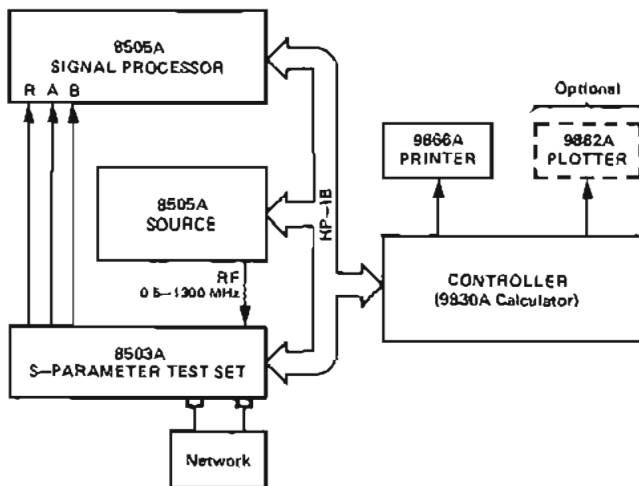 8505A
SIGNAL PROCESSOR
R A B
Optional
9866A
PRINTER
9862A
PLOTTER
8505A
SOURCE
HP–IB
RF
0.5–1300 MHz
CONTROLLER
(9830A Calculator)
8503A
S–PARAMETER TEST SET
Network